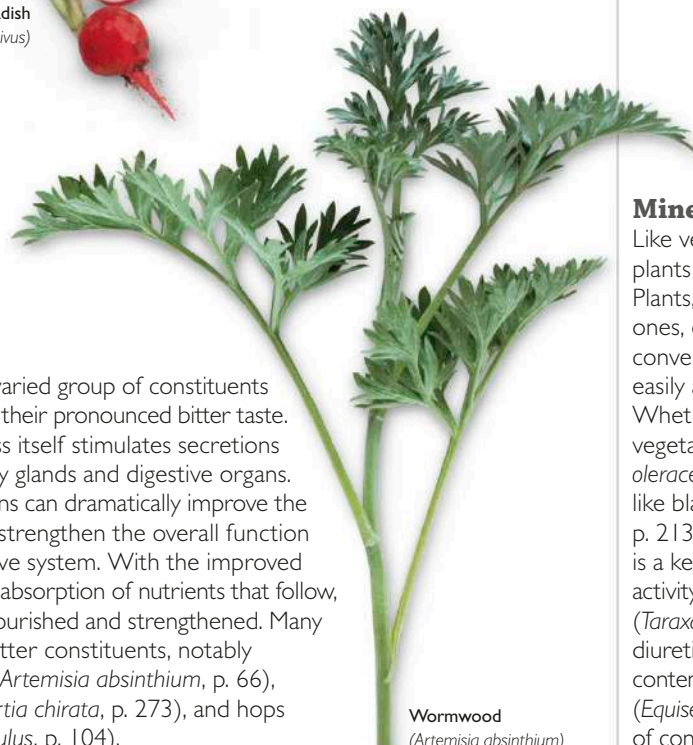 dish
ivus)
aried group of constituents
their pronounced bitter taste.
ss itself stimulates secretions
y glands and digestive organs.
ns can dramatically improve the
strengthen the overall function
ve system. With the improved
absorption of nutrients that follow,
ourished and strengthened. Many
tter constituents, notably
Artemisia absinthium, p. 66),
rtia chirata, p. 273), and hops
ulus, p. 104).
Wormwood
(Artemisia absinthium)
Mine
Like ve
plants
Plants,
ones,
conve
easily a
Whet
vegeta
olerace
like bla
p. 213
is a ke
activity
(Taraxa
diureti
conten
(Equise
of con